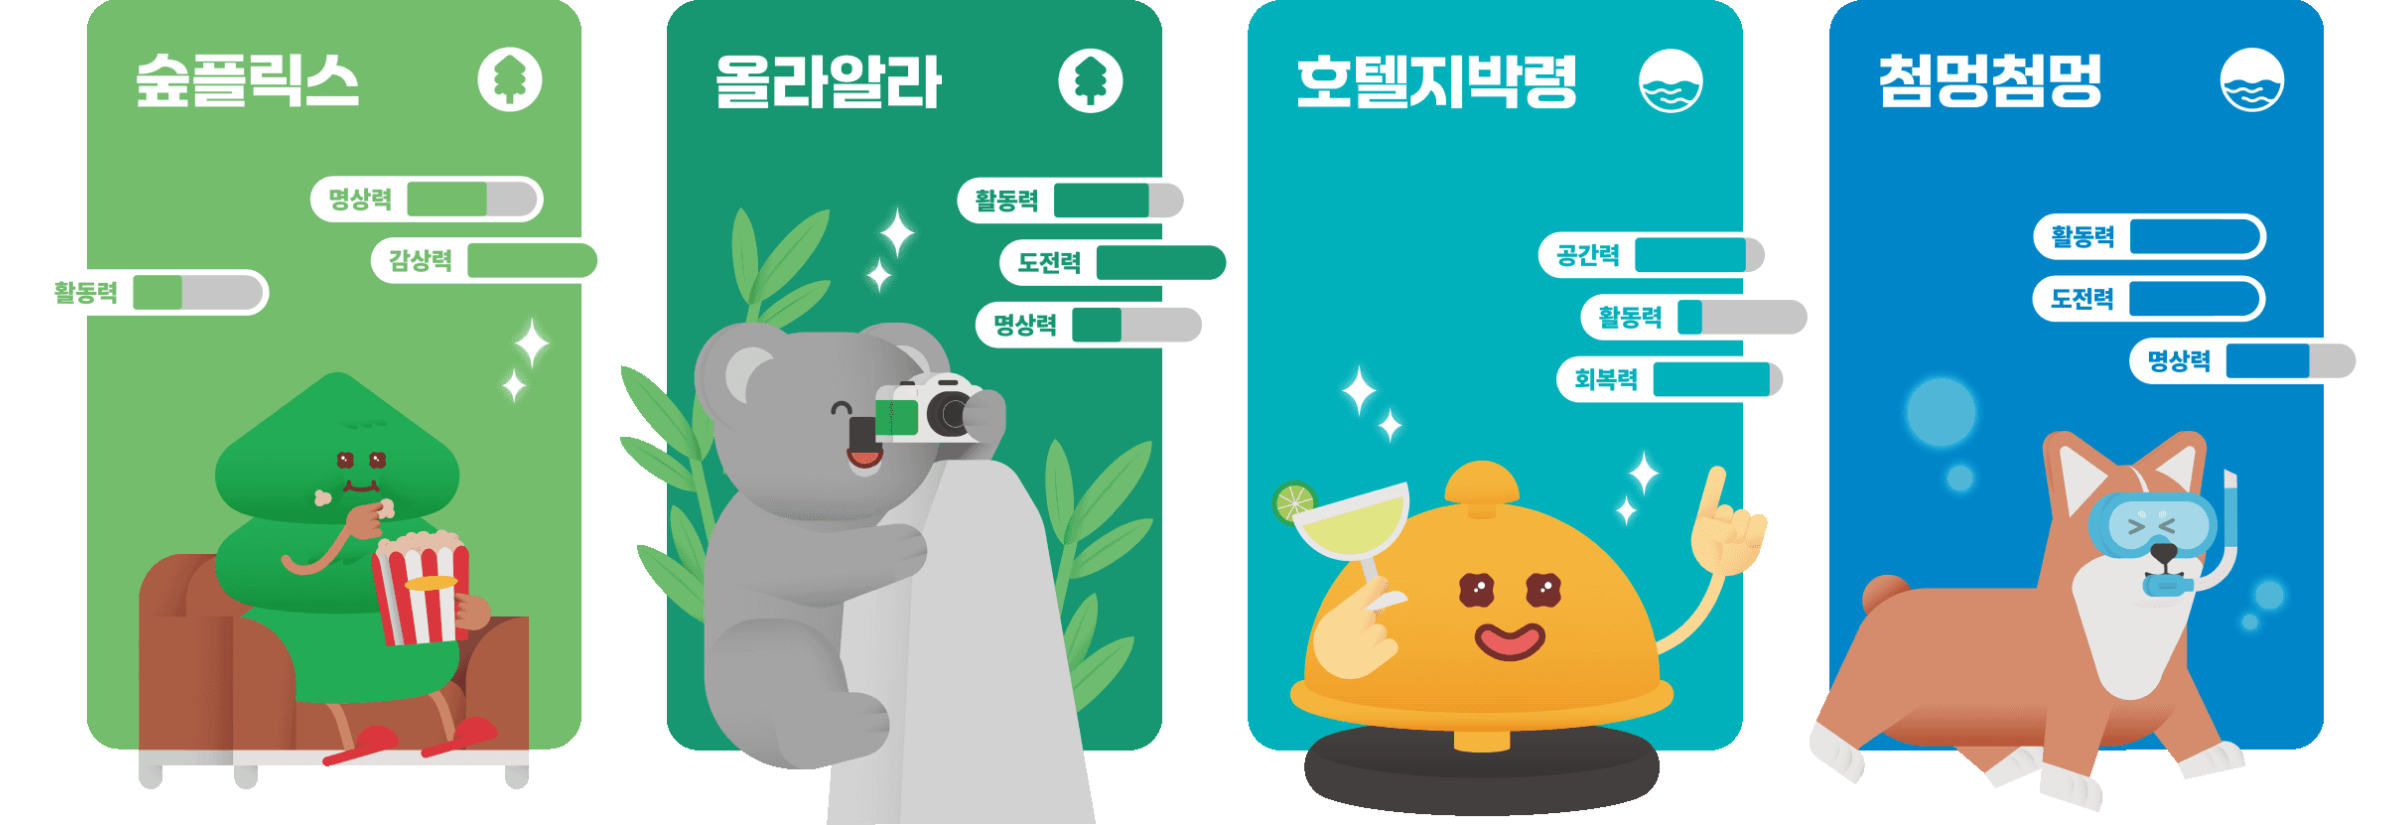 숲플릭스
명상력
감상력
활동력
올라알라
활동력
도전력
명상력
호텔지박령
공간력
활동력
회복력
첨멍첨멍
활동력
도전력
명상력